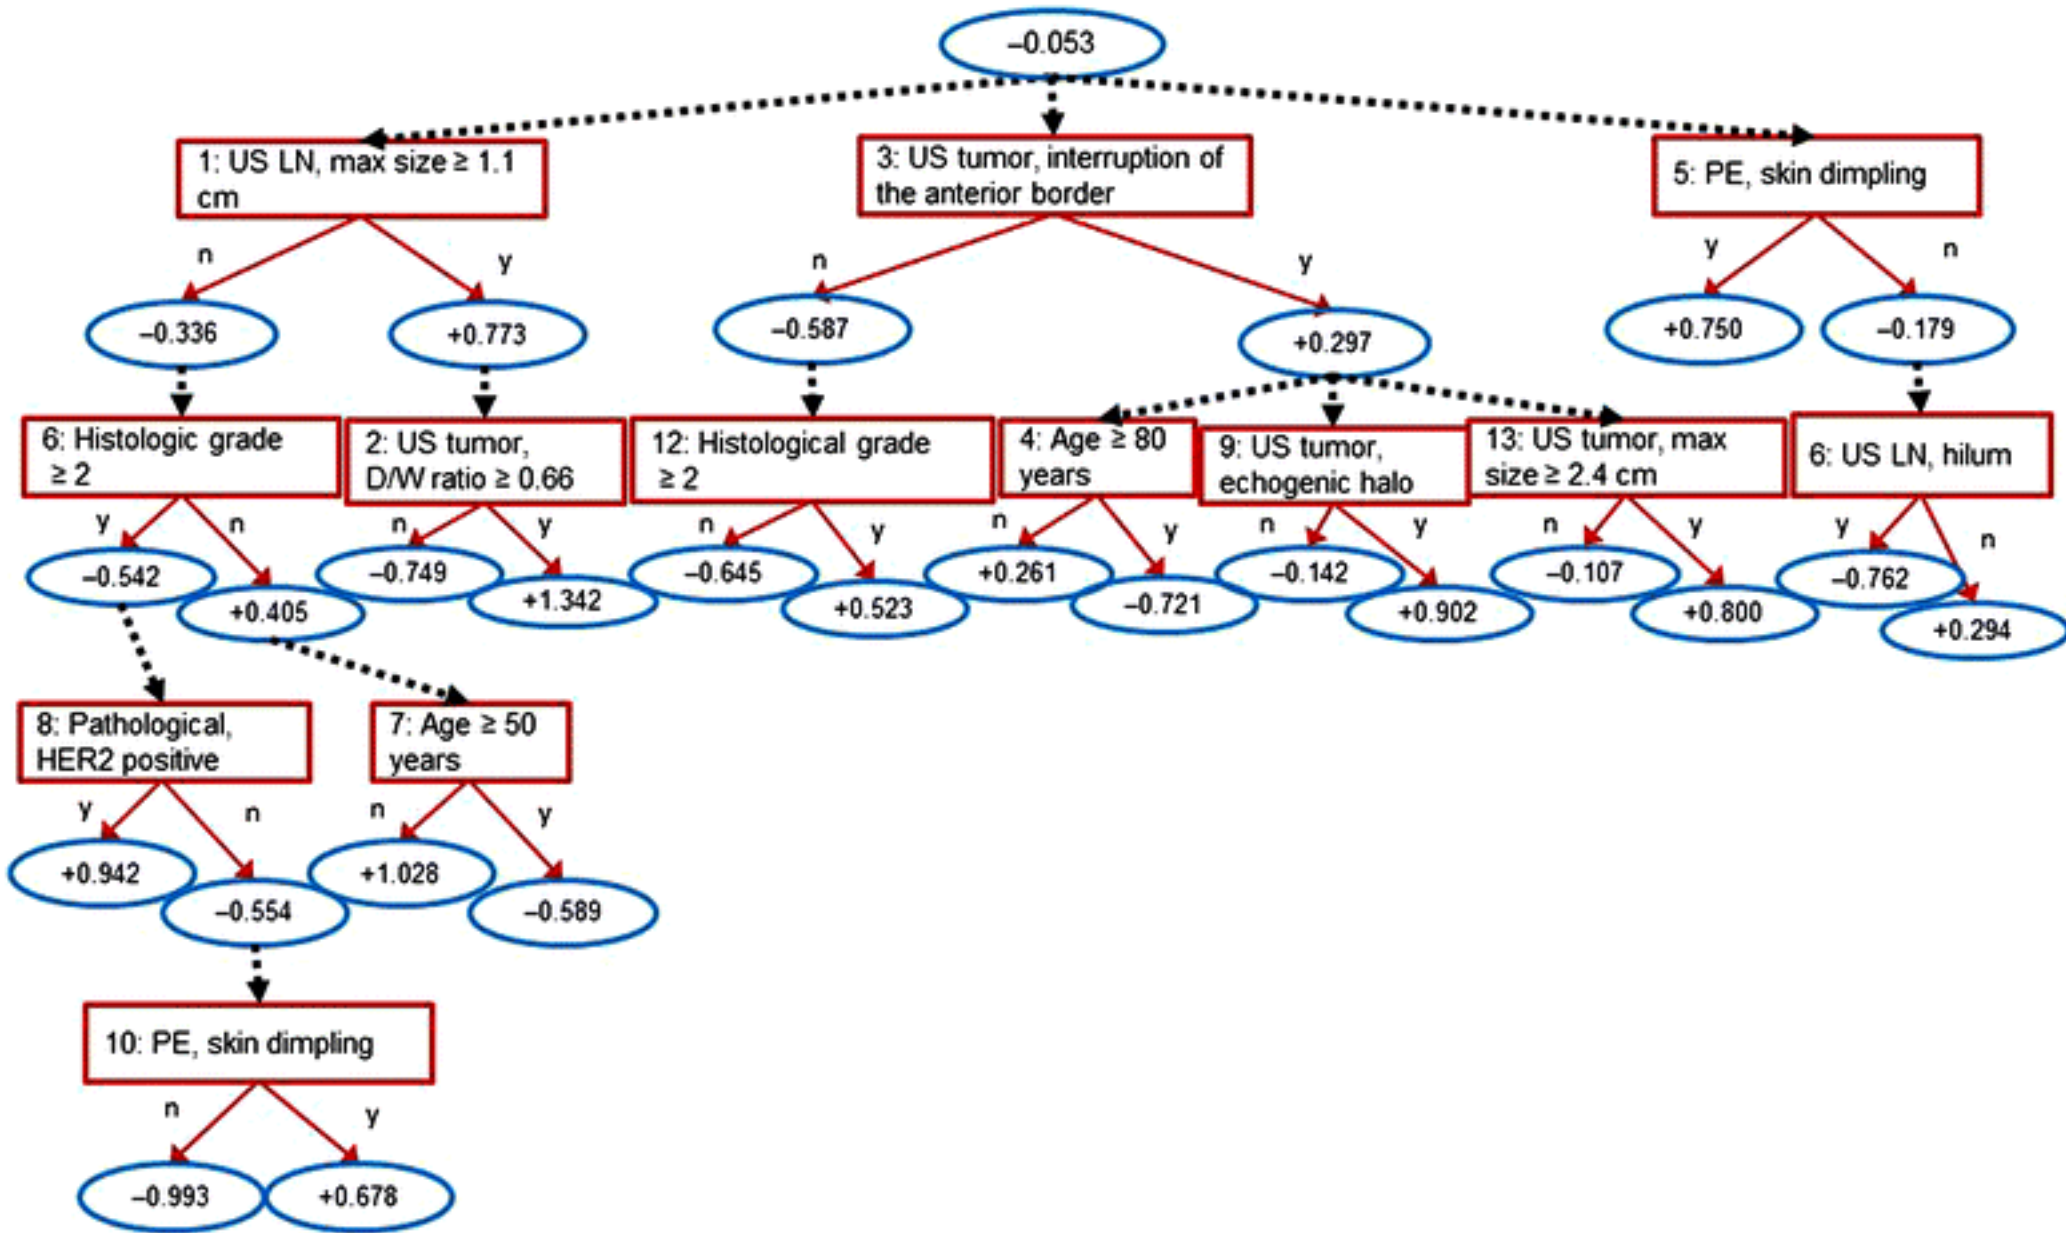 –0.053
1: US LN, max size ≥ 1.1
cm
3: US tumor, interruption of
the anterior border
5: PE, skin dimpling
n
y
n
y
y
n
–0.336
+0.773
–0.587
+0.297
+0.750
–0.179
6: Histologic grade
≥ 2
2: US tumor,
D/W ratio ≥ 0.66
12: Histological grade
≥ 2
4: Age ≥ 80
years
9: US tumor,
echogenic halo
13: US tumor, max
size ≥ 2.4 cm
6: US LN, hilum
y
n
n
y
n
y
n
y
n
y
n
y
y
n
–0.542
+0.405
–0.749
+1.342
–0.645
+0.523
+0.261
–0.721
–0.142
+0.902
–0.107
+0.800
–0.762
+0.294
8: Pathological,
HER2 positive
7: Age ≥ 50
years
y
n
n
y
+0.942
–0.554
+1.028
–0.589
10: PE, skin dimpling
n
y
–0.993
+0.678